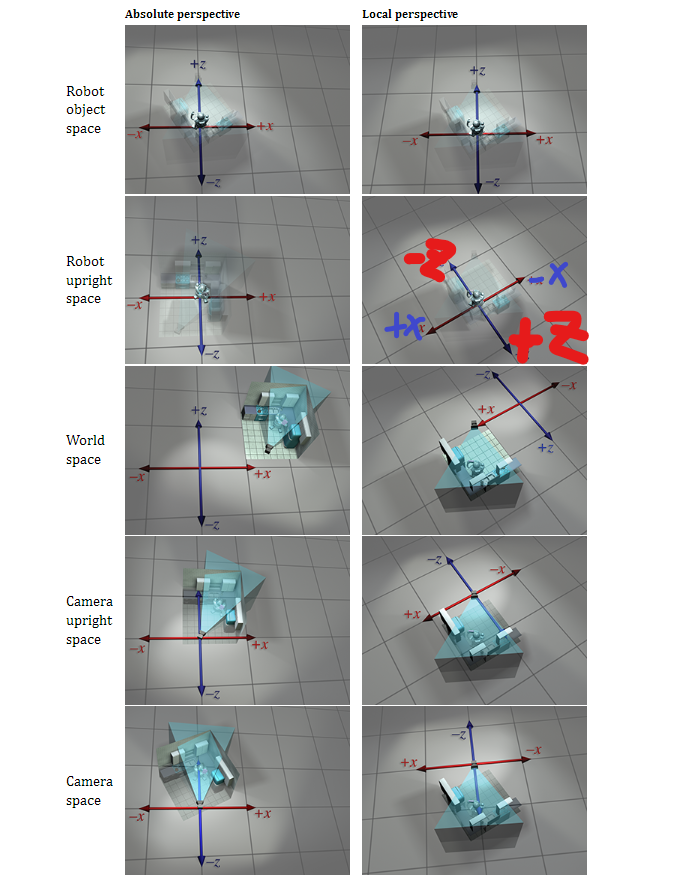 Absolute perspective
Local perspective
Robot
object
space
+z
−x
+x
−z
+z
−x
+x
−z
Robot
upright
space
+z
−x
+x
−z
-Z
-X
+X
+Z
World
space
+z
−x
+x
−z
−z
−x
+x
+z
Camera
upright
space
−x
+x
−z
−z
−x
+x
Camera
space
−x
+x
−z
−z
+x
−x